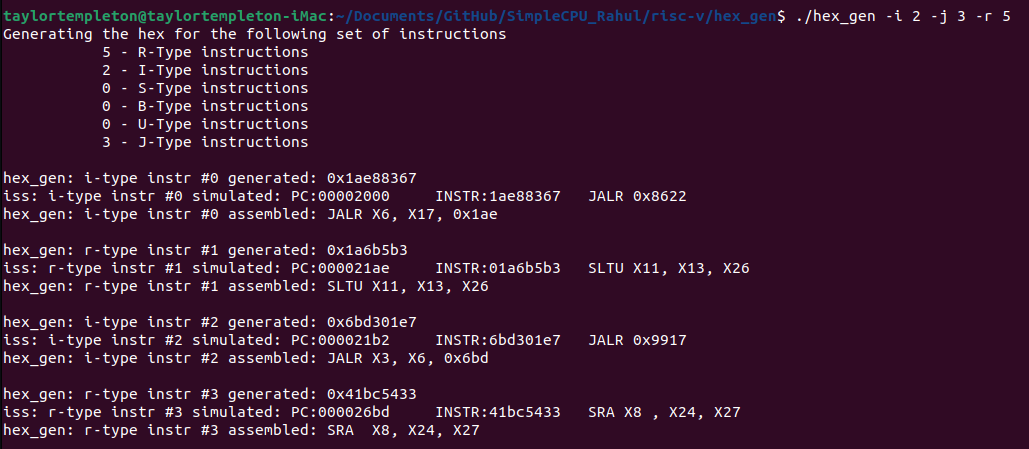 taylortempleton@taylortempleton-iMac:~/Documents/GitHub/SimpleCPU_Rahul/risc-v/hex_gen$ ./hex_gen -i 2 -j 3 -r 5
Generating the hex for the following set of instructions
5 - R-Type instructions
2 - I-Type instructions
0 - S-Type instructions
0 - B-Type instructions
0 - U-Type instructions
3 - J-Type instructions
hex_gen: i-type instr #0 generated: 0x1ae88367
iss: i-type instr #0 simulated: PC:00002000 INSTR:1ae88367 JALR 0x8622
hex_gen: i-type instr #0 assembled: JALR X6, X17, 0x1ae
hex_gen: r-type instr #1 generated: 0x1a6b5b3
iss: r-type instr #1 simulated: PC:000021ae INSTR:01a6b5b3 SLTU X11, X13, X26
hex_gen: r-type instr #1 assembled: SLTU X11, X13, X26
hex_gen: i-type instr #2 generated: 0x6bd301e7
iss: i-type instr #2 simulated: PC:000021b2 INSTR:6bd301e7 JALR 0x9917
hex_gen: i-type instr #2 assembled: JALR X3, X6, 0x6bd
hex_gen: r-type instr #3 generated: 0x41bc5433
iss: r-type instr #3 simulated: PC:000026bd INSTR:41bc5433 SRA X8 , X24, X27
hex_gen: r-type instr #3 assembled: SRA  X8, X24, X27